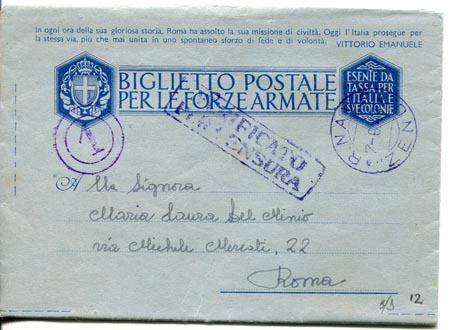 In ogni ora della sua gloriosa storia, Roma ha assolto la sua missione di civiltà. Oggi l'Italia prosegue per
la stessa via, più che mai unita in uno spontaneo sforzo di fede e di volontà. VITTORIO EMANUELE
BIGLIETTO POSTALE
PER LE FORZE ARMATE
ESENTE DA
TASSA PER
L'ITALIA E
SVE COLONIE
VERIFICATO
PER CENSURA
Alla Signora
Maria Laura Del Minio
via Michele Mercati, 22
Roma
12